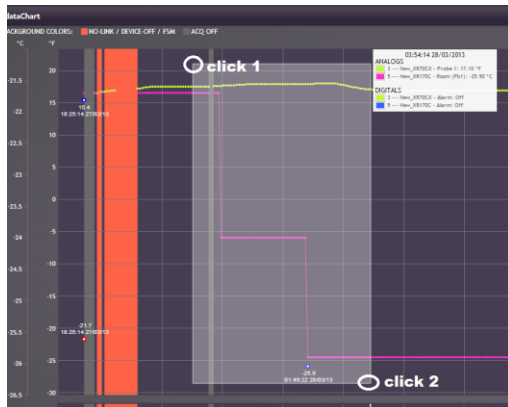 dataChart
ACKGROUND COLORS: NO-LINK / DEVICE-OFF / FSM ACQ OFF
°C °F
03:54:14 28/03/2013
ANALOGS
3 --- New_XR70CX - Probe 1: 17.10 °F
5 --- New_XR170C - Room (Pb1): -25.90 °C
DIGITALS
3 --- New_XR70CX - Alarm: Off
5 --- New_XR170C - Alarm: Off
click 1
20
-21.5
15
-22
16.4
18:25:14 27/03/13
10
-22.5
5
-23
0
-23.5
-5
-24
-10
-24.5
-15
-25
-20
-21.7
18:25:14 27/03/13
-25.5
-25
-26
-25.9
01:49:22 28/03/13
click 2
-30
-26.5